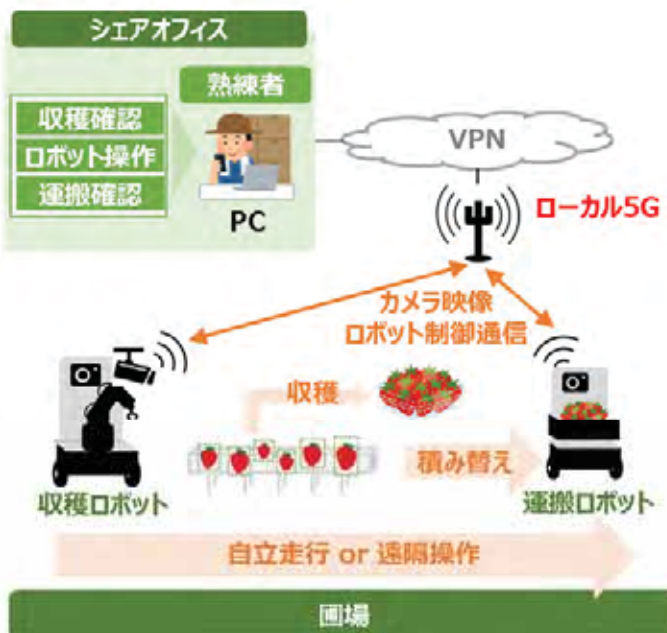 シェアオフィス
熟練者
収穫確認
ロボット操作
運搬確認
PC
VPN
ローカル5G
カメラ映像
ロボット制御通信
収穫
積み替え
収穫ロボット
運搬ロボット
自立走行 or 遠隔操作
圃場